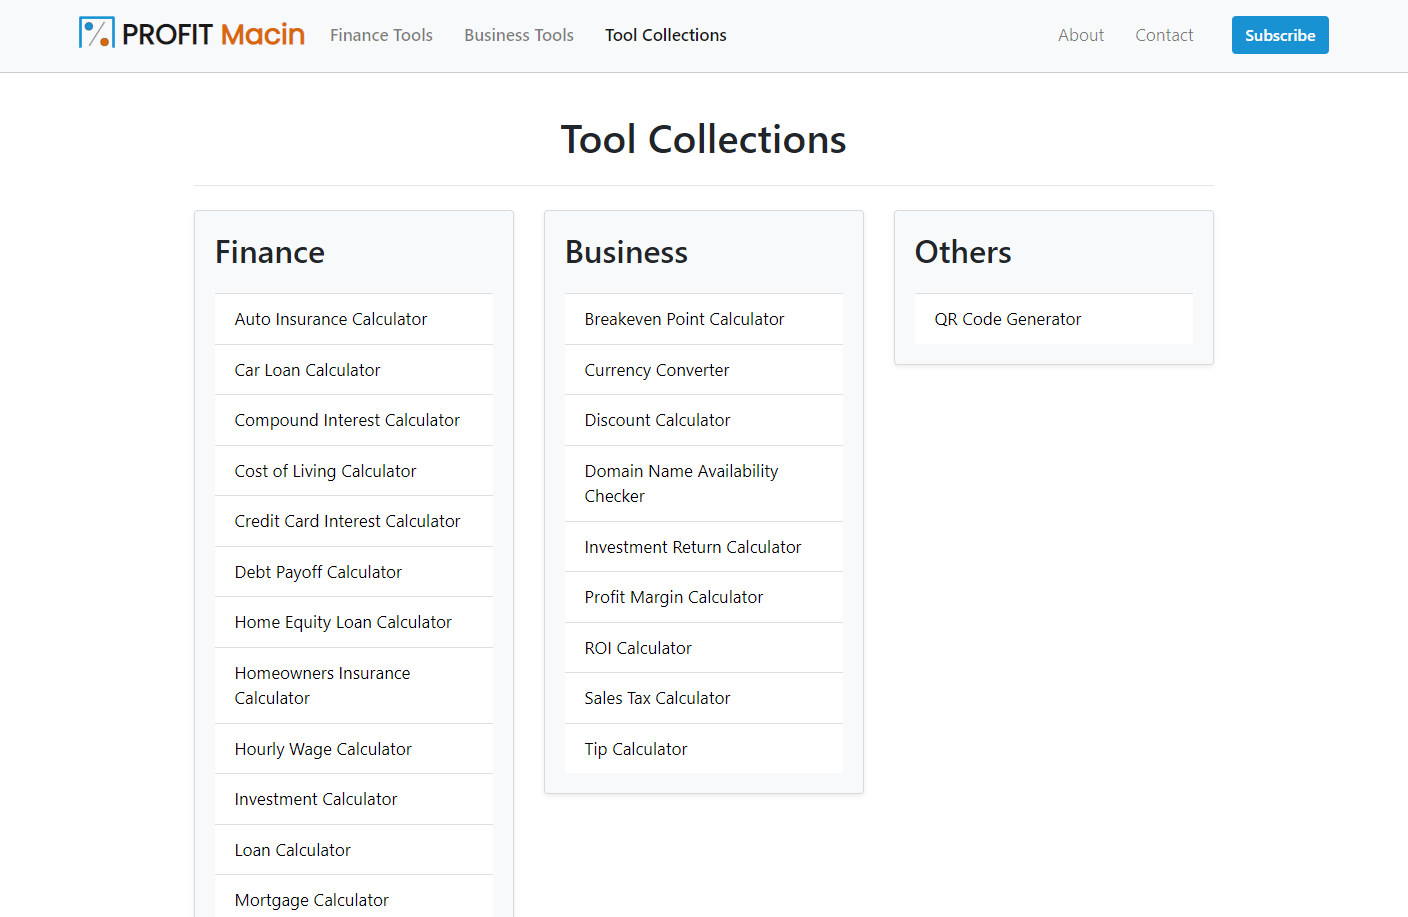 PROFIT Macin
Finance Tools
Business Tools
Tool Collections
About
Contact
Subscribe
Tool Collections
Finance
Auto Insurance Calculator
Car Loan Calculator
Compound Interest Calculator
Cost of Living Calculator
Credit Card Interest Calculator
Debt Payoff Calculator
Home Equity Loan Calculator
Homeowners Insurance
Calculator
Hourly Wage Calculator
Investment Calculator
Loan Calculator
Mortgage Calculator
Business
Breakeven Point Calculator
Currency Converter
Discount Calculator
Domain Name Availability
Checker
Investment Return Calculator
Profit Margin Calculator
ROI Calculator
Sales Tax Calculator
Tip Calculator
Others
QR Code Generator